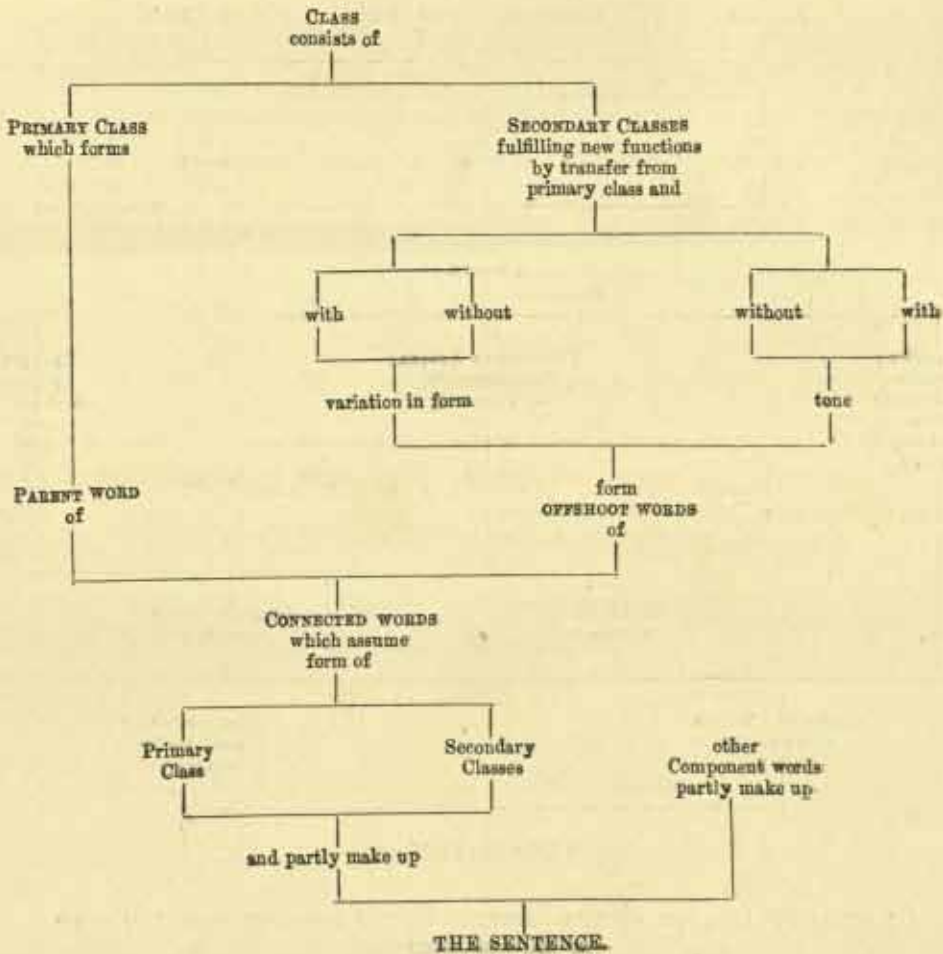 CLASS
consists of
PRIMARY CLASS
which forms
SECONDARY CLASSES
fulfilling new functions
by transfer from
primary class and
with
without
without
with
variation in form
tone
PARENT WORD
of
form
OFFSHOOT WORDS
of
CONNECTED WORDS
which assume
form of
Primary
Class
Secondary
Classes
other
Component words
partly make up
and partly make up
THE SENTENCE.